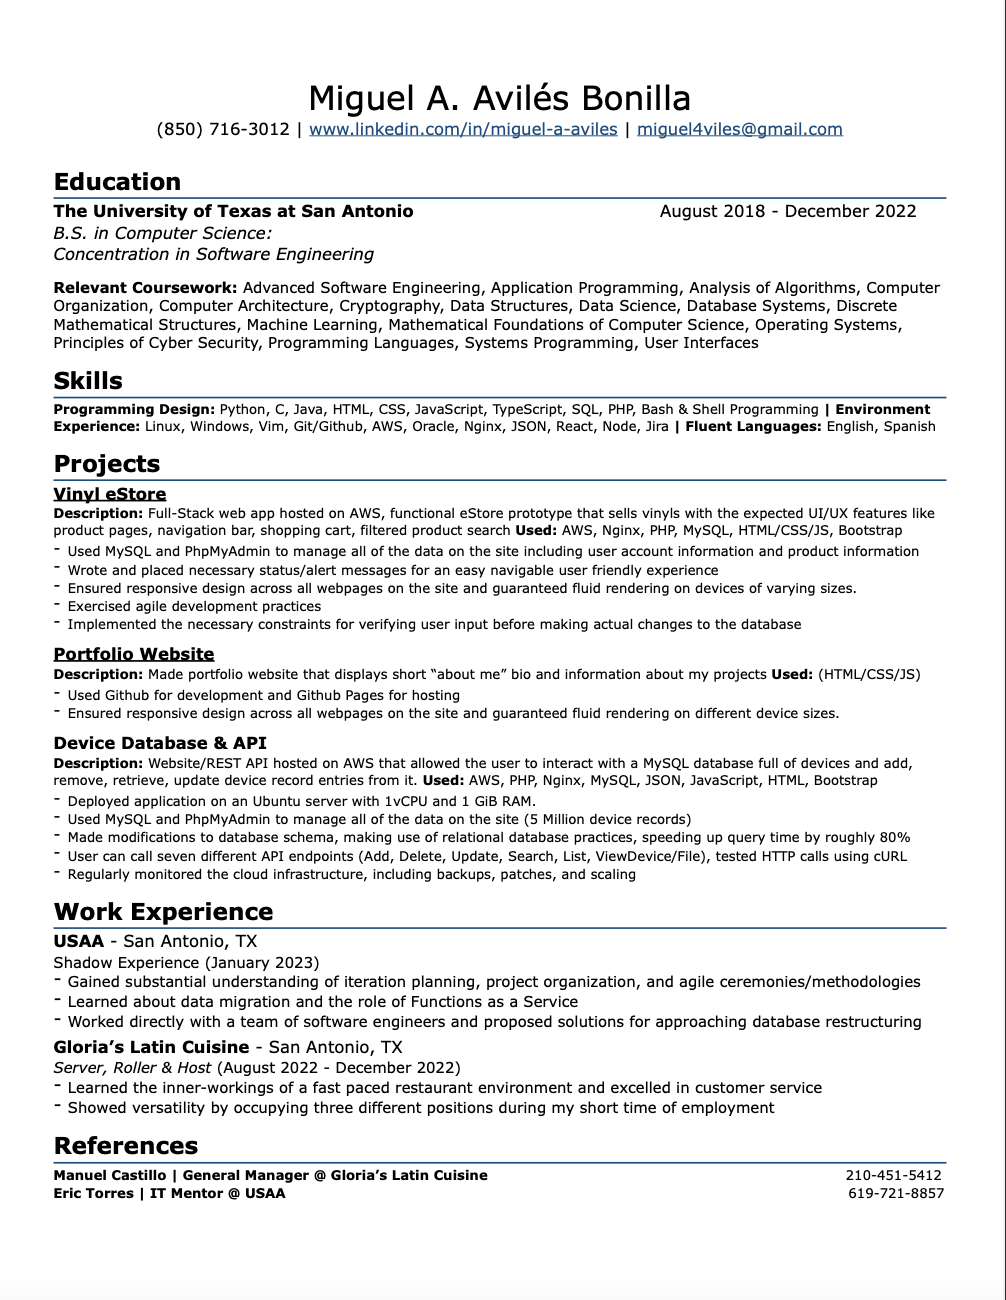 Miguel A. Avilés Bonilla
(850) 716-3012 | www.linkedin.com/in/miguel-a-aviles | miguel4viles@gmail.com
Education
The University of Texas at San Antonio August 2018 - December 2022
B.S. in Computer Science:
Concentration in Software Engineering
Relevant Coursework: Advanced Software Engineering, Application Programming, Analysis of Algorithms, Computer
Organization, Computer Architecture, Cryptography, Data Structures, Data Science, Database Systems, Discrete
Mathematical Structures, Machine Learning, Mathematical Foundations of Computer Science, Operating Systems,
Principles of Cyber Security, Programming Languages, Systems Programming, User Interfaces
Skills
Programming Design: Python, C, Java, HTML, CSS, JavaScript, TypeScript, SQL, PHP, Bash & Shell Programming | Environment
Experience: Linux, Windows, Vim, Git/Github, AWS, Oracle, Nginx, JSON, React, Node, Jira | Fluent Languages: English, Spanish
Projects
Vinyl eStore
Description: Full-Stack web app hosted on AWS, functional eStore prototype that sells vinyls with the expected UI/UX features like
product pages, navigation bar, shopping cart, filtered product search Used: AWS, Nginx, PHP, MySQL, HTML/CSS/JS, Bootstrap
- Used MySQL and PhpMyAdmin to manage all of the data on the site including user account information and product information
- Wrote and placed necessary status/alert messages for an easy navigable user friendly experience
- Ensured responsive design across all webpages on the site and guaranteed fluid rendering on devices of varying sizes.
- Exercised agile development practices
- Implemented the necessary constraints for verifying user input before making actual changes to the database
Portfolio Website
Description: Made portfolio website that displays short “about me” bio and information about my projects Used: (HTML/CSS/JS)
- Used Github for development and Github Pages for hosting
- Ensured responsive design across all webpages on the site and guaranteed fluid rendering on different device sizes.
Device Database & API
Description: Website/REST API hosted on AWS that allowed the user to interact with a MySQL database full of devices and add,
remove, retrieve, update device record entries from it. Used: AWS, PHP, Nginx, MySQL, JSON, JavaScript, HTML, Bootstrap
- Deployed application on an Ubuntu server with 1vCPU and 1 GiB RAM.
- Used MySQL and PhpMyAdmin to manage all of the data on the site (5 Million device records)
- Made modifications to database schema, making use of relational database practices, speeding up query time by roughly 80%
- User can call seven different API endpoints (Add, Delete, Update, Search, List, ViewDevice/File), tested HTTP calls using cURL
- Regularly monitored the cloud infrastructure, including backups, patches, and scaling
Work Experience
USAA - San Antonio, TX
Shadow Experience (January 2023)
- Gained substantial understanding of iteration planning, project organization, and agile ceremonies/methodologies
- Learned about data migration and the role of Functions as a Service
- Worked directly with a team of software engineers and proposed solutions for approaching database restructuring
Gloria’s Latin Cuisine - San Antonio, TX
Server, Roller & Host (August 2022 - December 2022)
- Learned the inner-workings of a fast paced restaurant environment and excelled in customer service
- Showed versatility by occupying three different positions during my short time of employment
References
Manuel Castillo | General Manager @ Gloria’s Latin Cuisine 210-451-5412
Eric Torres | IT Mentor @ USAA 619-721-8857